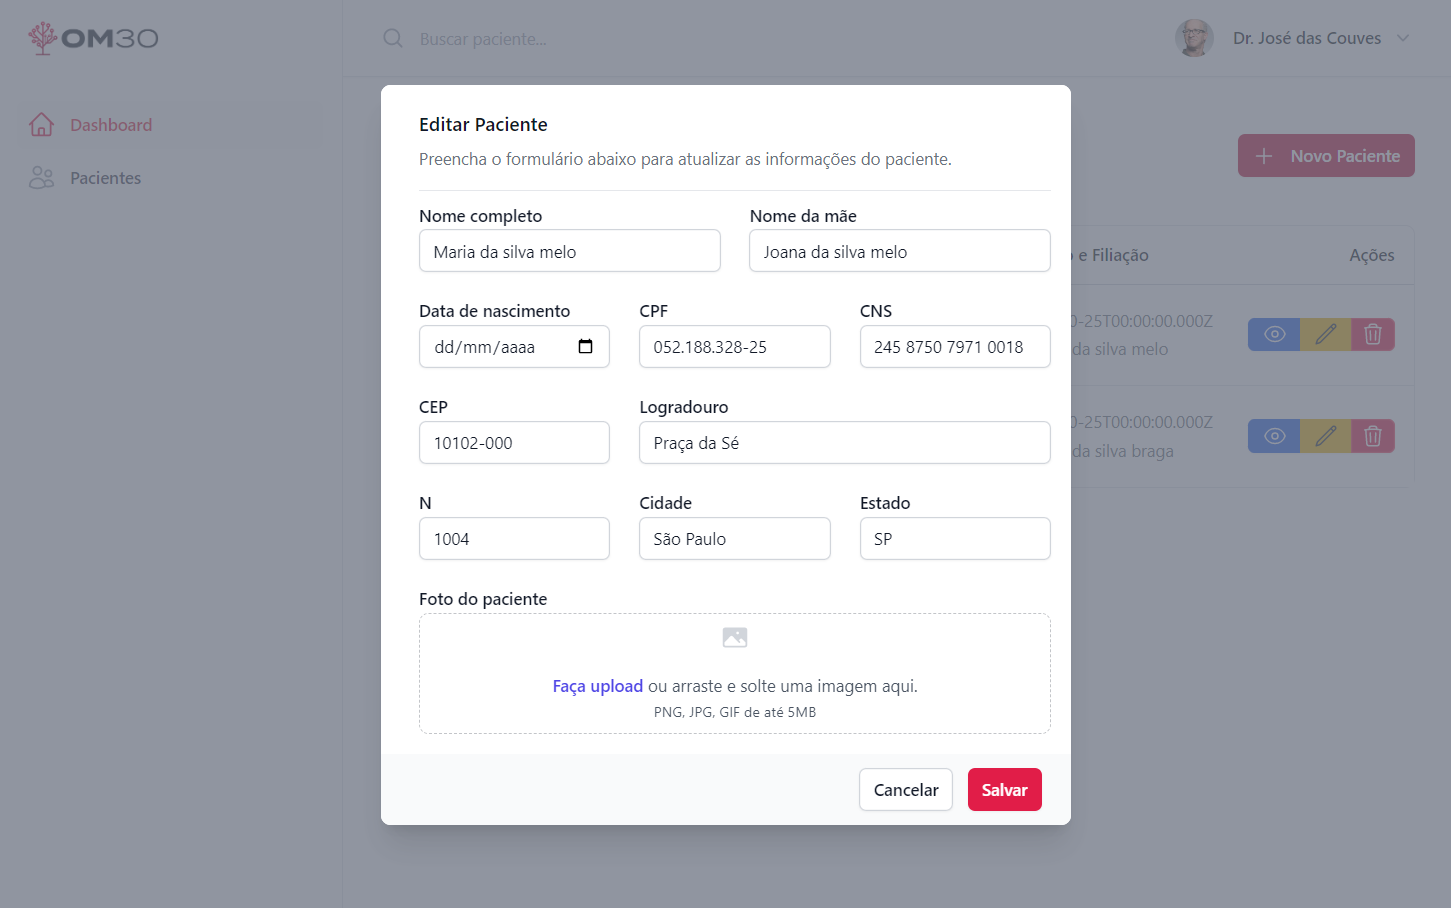 OM30
Buscar paciente...
Dr. José das Couves
Dashboard
Pacientes
Novo Paciente
Editar Paciente
Preencha o formulário abaixo para atualizar as informações do paciente.
Nome completo
Nome da mãe
Maria da silva melo
Joana da silva melo
Data de nascimento
CPF
CNS
dd/mm/aaaa
052.188.328-25
245 8750 7971 0018
CEP
Logradouro
10102-000
Praça da Sé
N
Cidade
Estado
1004
São Paulo
SP
Foto do paciente
Faça upload ou arraste e solte uma imagem aqui.
PNG, JPG, GIF de até 5MB
Cancelar
Salvar
e Filiação
Ações
0-25T00:00:00.000Z
da silva melo
0-25T00:00:00.000Z
da silva braga